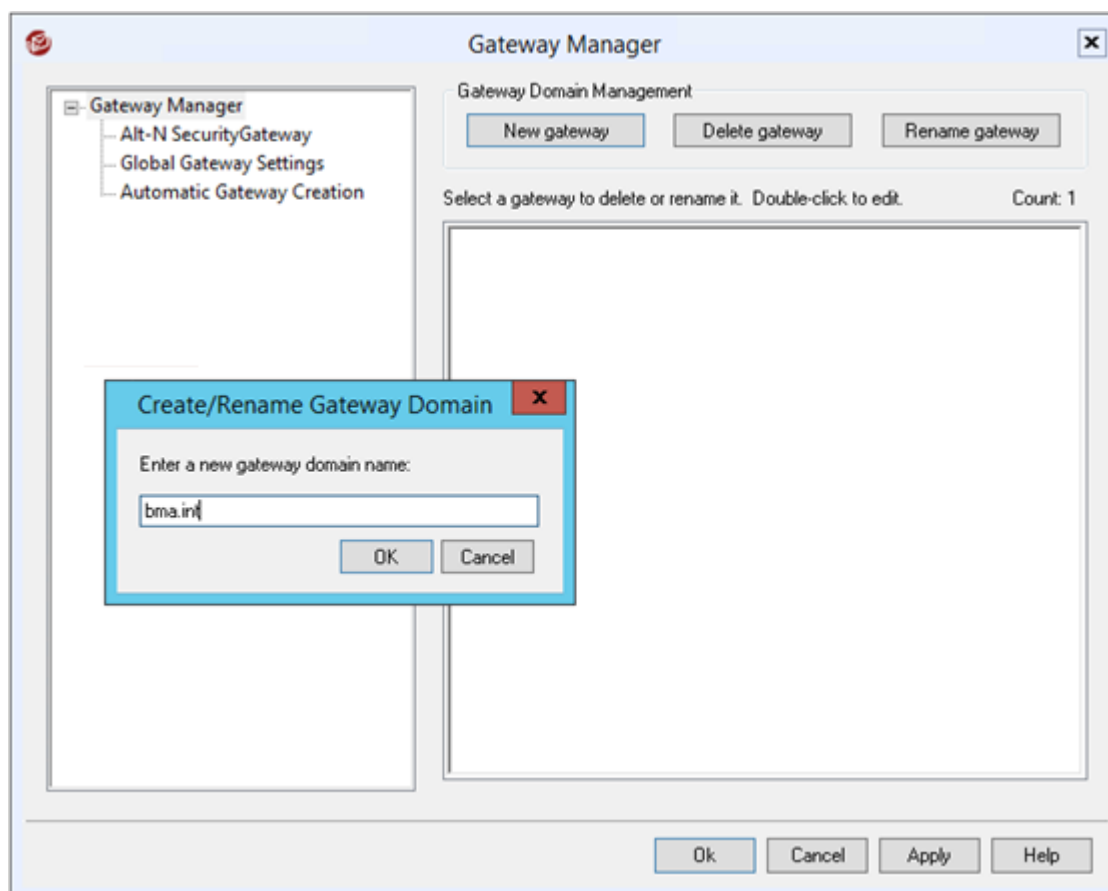 Gateway Manager
Gateway Manager
Alt-N SecurityGateway
Global Gateway Settings
Automatic Gateway Creation
Gateway Domain Management
New gateway Delete gateway Rename gateway
Select a gateway to delete or rename it. Double-click to edit. Count: 1
Create/Rename Gateway Domain
Enter a new gateway domain name:
bma.int
OK Cancel
Ok Cancel Apply Help